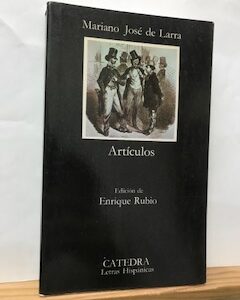 Mariano José de Larra
Artículos
Edición de
Enrique Rubio
CATEDRA
Letras Hispánicas